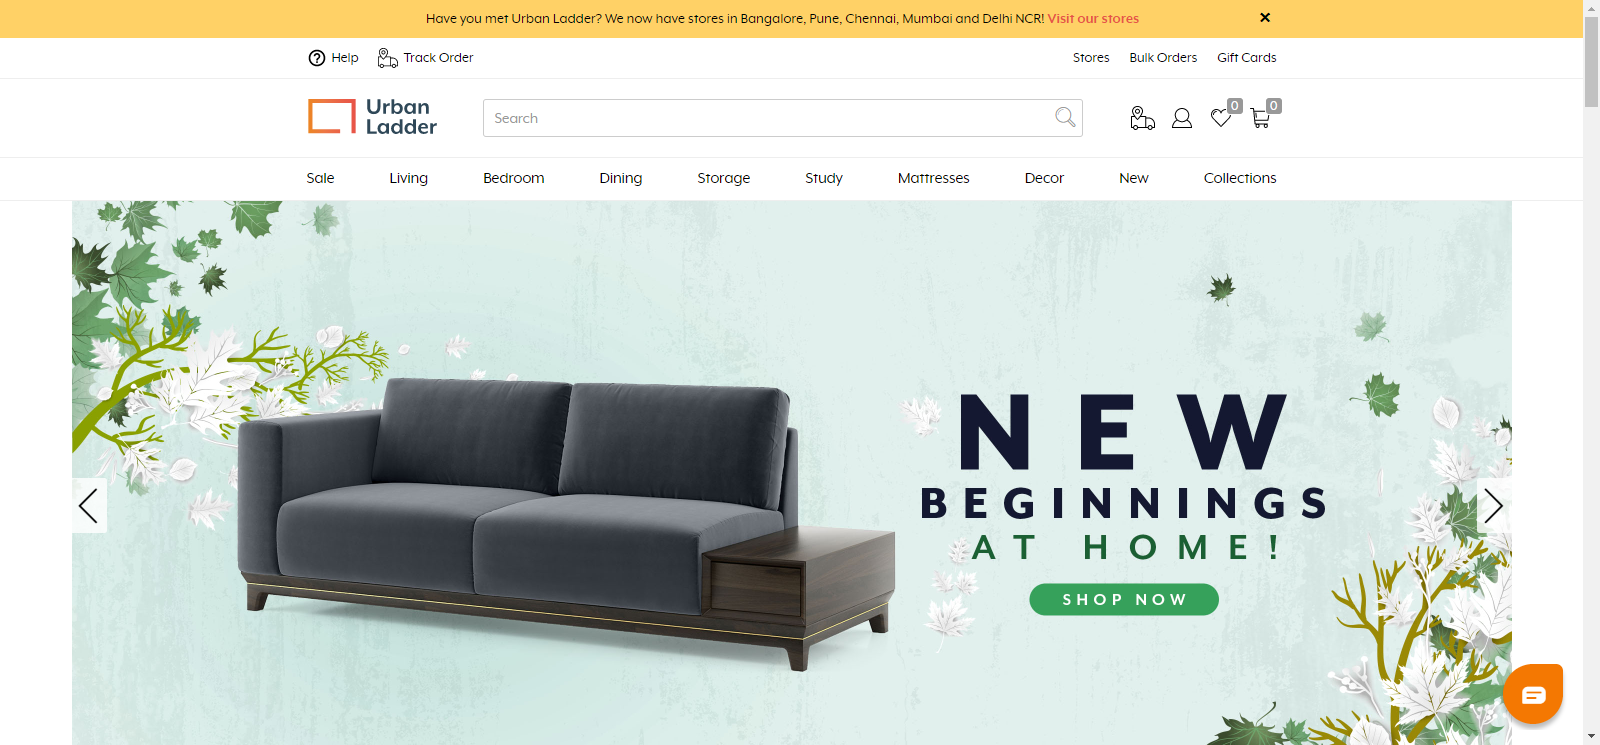 Have you met Urban Ladder? We now have stores in Bangalore, Pune, Chennai, Mumbai and Delhi NCR! Visit our stores
Help Track Order Stores Bulk Orders Gift Cards
Urban
Ladder
Search
0 0
Sale Living Bedroom Dining Storage Study Mattresses Decor New Collections
NEW
BEGINNINGS
AT HOME!
SHOP NOW